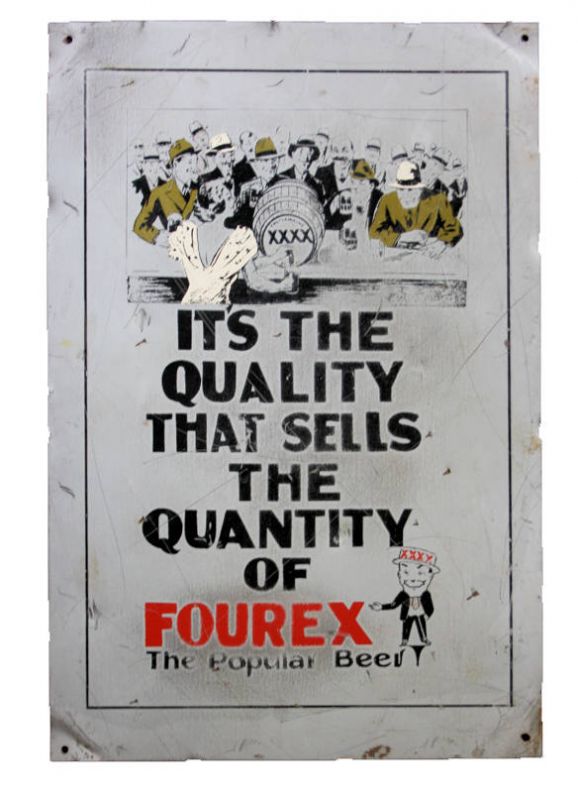 XXXX
IT'S THE
QUALITY
THAT SELLS
THE
QUANTITY
OF
XXXX
FOUREX
The Popular Beer